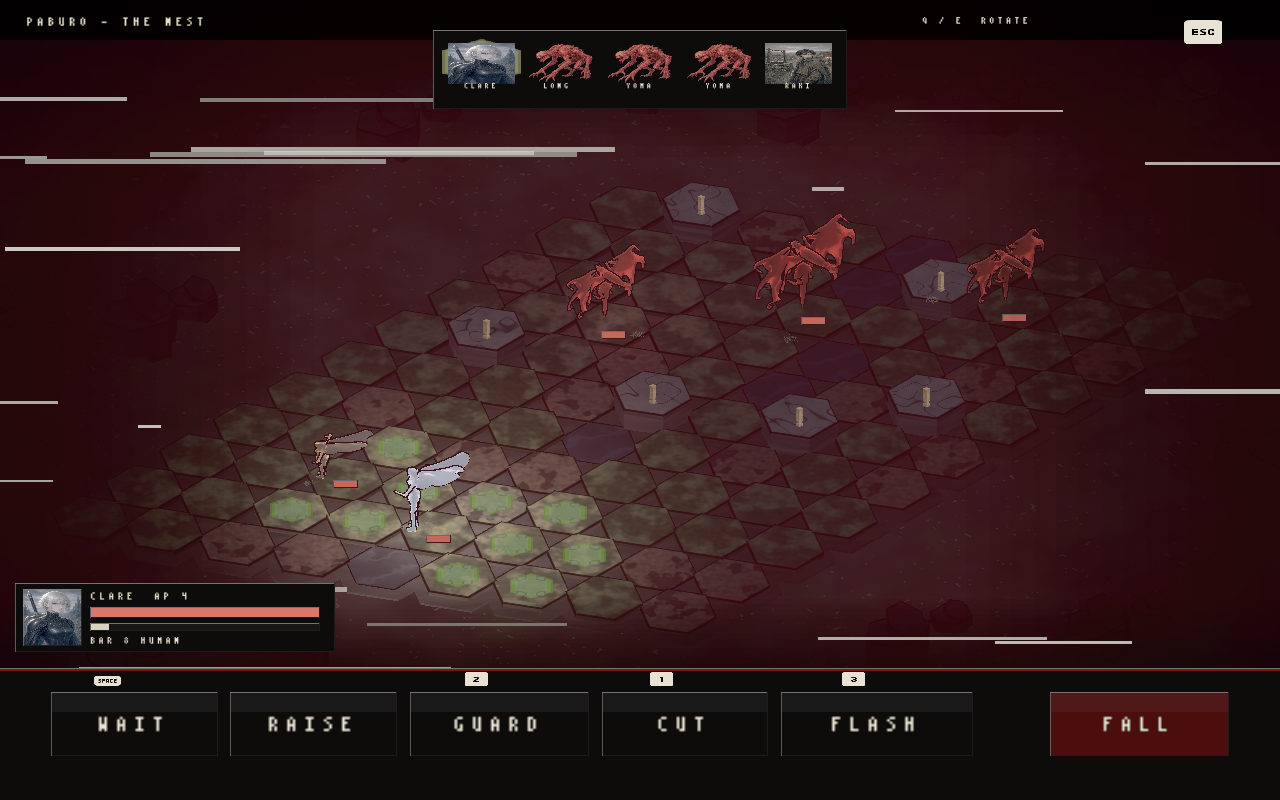 PABURO - THE NEST
Q / E ROTATE
ESC
CLARE
LONG
YOMA
YOMA
RAKI
CLARE AP 4
BAR 8 HUMAN
SPACE
2
1
3
WAIT
RAISE
GUARD
CUT
FLASH
FALL